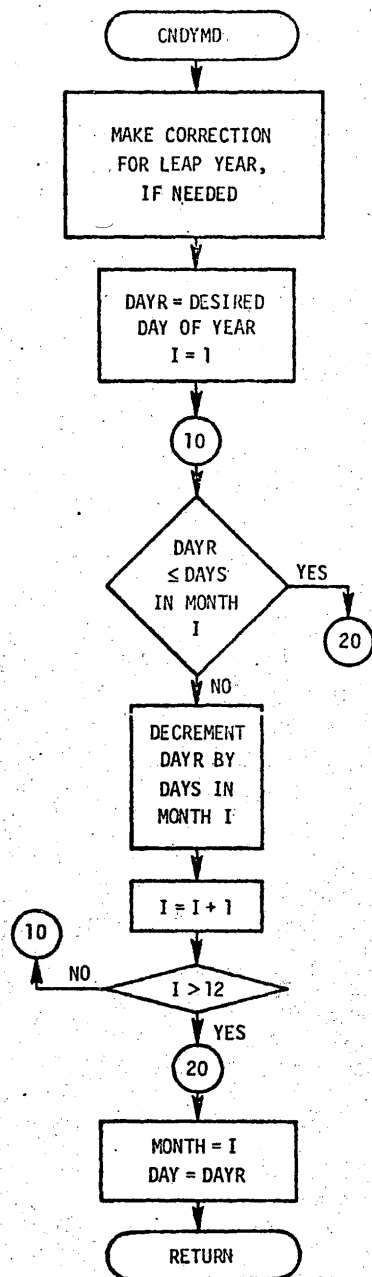 CNDYMD
MAKE CORRECTION
FOR LEAP YEAR,
IF NEEDED
DAYR = DESIRED
DAY OF YEAR
I = 1
10
DAYR
≤ DAYS
IN MONTH
I
YES
20
NO
DECREMENT
DAYR BY
DAYS IN
MONTH I
I = I + 1
10
NO
I > 12
YES
20
MONTH = I
DAY = DAYR
RETURN